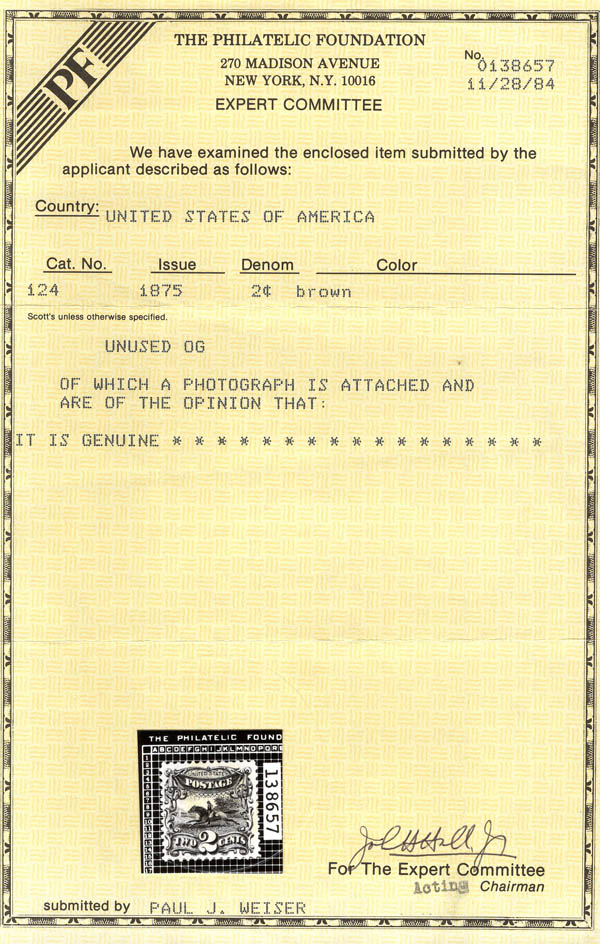 PF
THE PHILATELIC FOUNDATION
270 MADISON AVENUE
NEW YORK, N.Y. 10016
EXPERT COMMITTEE
No. 0138657
11/28/84
We have examined the enclosed item submitted by the
applicant described as follows:
Country: UNITED STATES OF AMERICA
Cat. No. Issue Denom Color
124 1875 2¢ brown
Scott's unless otherwise specified.
UNUSED OG
OF WHICH A PHOTOGRAPH IS ATTACHED AND
ARE OF THE OPINION THAT:
IT IS GENUINE * * * * * * * * * * * * * * * * *
THE PHILATELIC FOUND
ABCDEFGHIJKLMNOPQR
UNITED STATES
POSTAGE
TWO 2 CENTS
138657
For The Expert Committee
Acting Chairman
submitted by PAUL J. WEISER